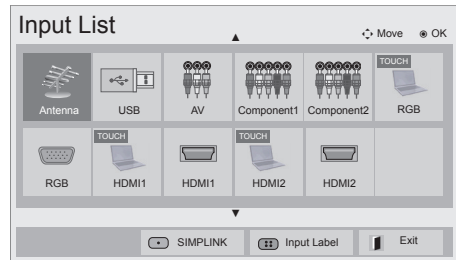 Input List
Move OK
TOUCH
Antenna USB AV Component1 Component2 RGB
TOUCH TOUCH
RGB HDMI1 HDMI1 HDMI2 HDMI2
SIMPLINK Input Label Exit